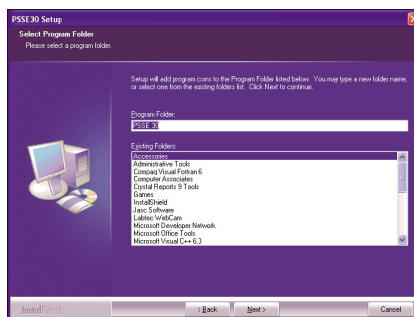 PSSE30 Setup
Select Program Folder
Please select a program folder.
Setup will add program icons to the Program Folder listed below. You may type a new folder name,
or select one from the existing folders list. Click Next to continue.
Program Folder:
PSSE 30
Existing Folders:
Accessories
Administrative Tools
Compaq Visual Fortran 6
Computer Associates
Crystal Reports 9 Tools
Games
InstallShield
Jasc Software
Labtec WebCam
Microsoft Developer Network
Microsoft Office Tools
Microsoft Visual C++ 6.0
InstallShield
< Back
Next >
Cancel